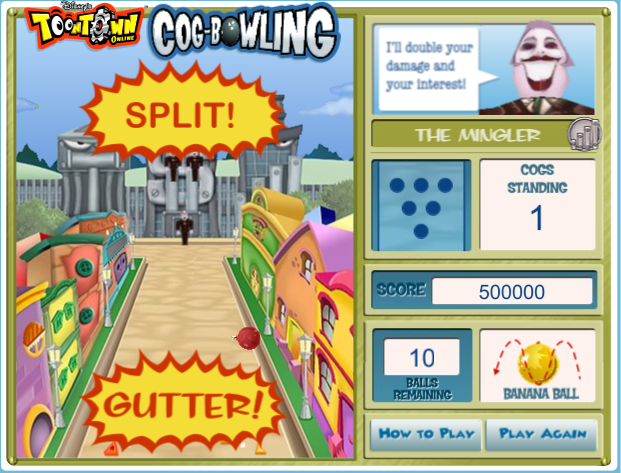 Disney's
TOONTOWN
ONLINE
COG-BOWLING
SPLIT!
GUTTER!
I'll double your
damage and
your interest!
THE MINGLER
COGS
STANDING
1
SCORE 500000
10
BALLS
REMAINING
BANANA BALL
HOW TO PLAY
PLAY AGAIN